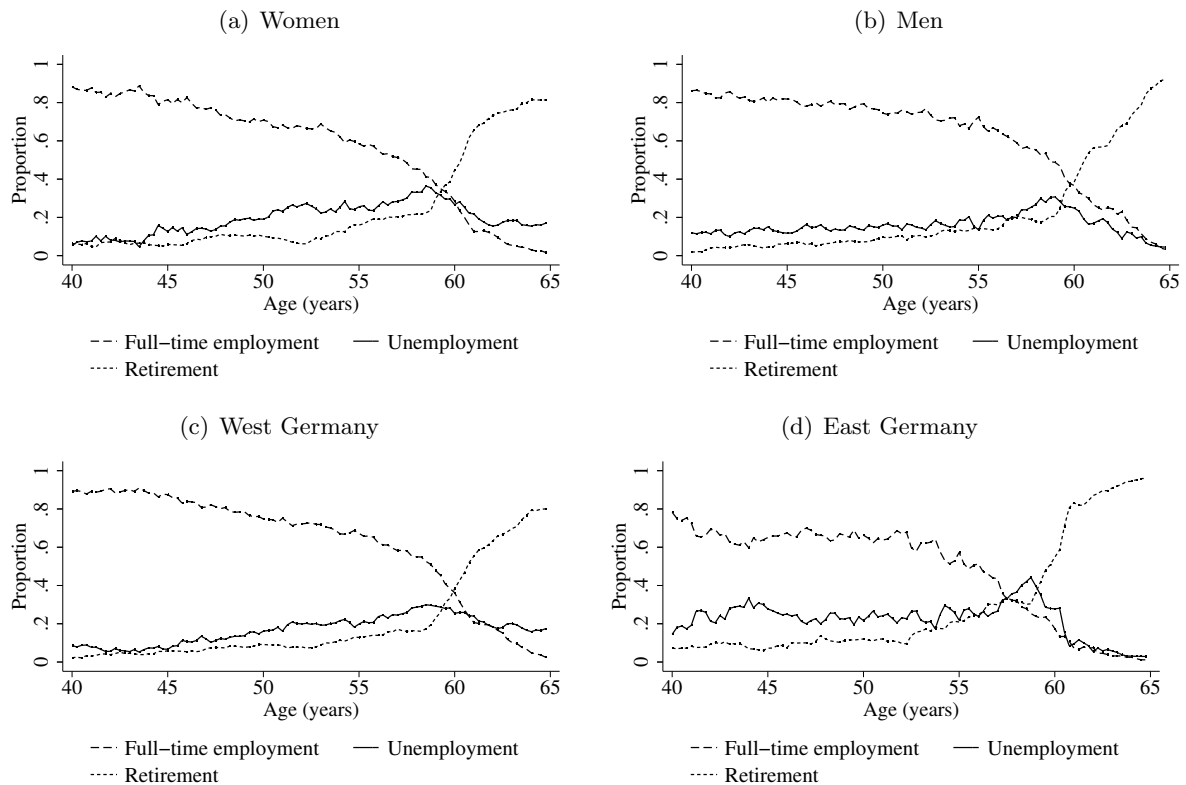 (a) Women
Proportion
0 .2 .4 .6 .8 1
40 45 50 55 60 65
Age (years)
Full−time employment Unemployment
Retirement
(b) Men
Proportion
0 .2 .4 .6 .8 1
40 45 50 55 60 65
Age (years)
Full−time employment Unemployment
Retirement
(c) West Germany
Proportion
0 .2 .4 .6 .8 1
40 45 50 55 60 65
Age (years)
Full−time employment Unemployment
Retirement
(d) East Germany
Proportion
0 .2 .4 .6 .8 1
40 45 50 55 60 65
Age (years)
Full−time employment Unemployment
Retirement